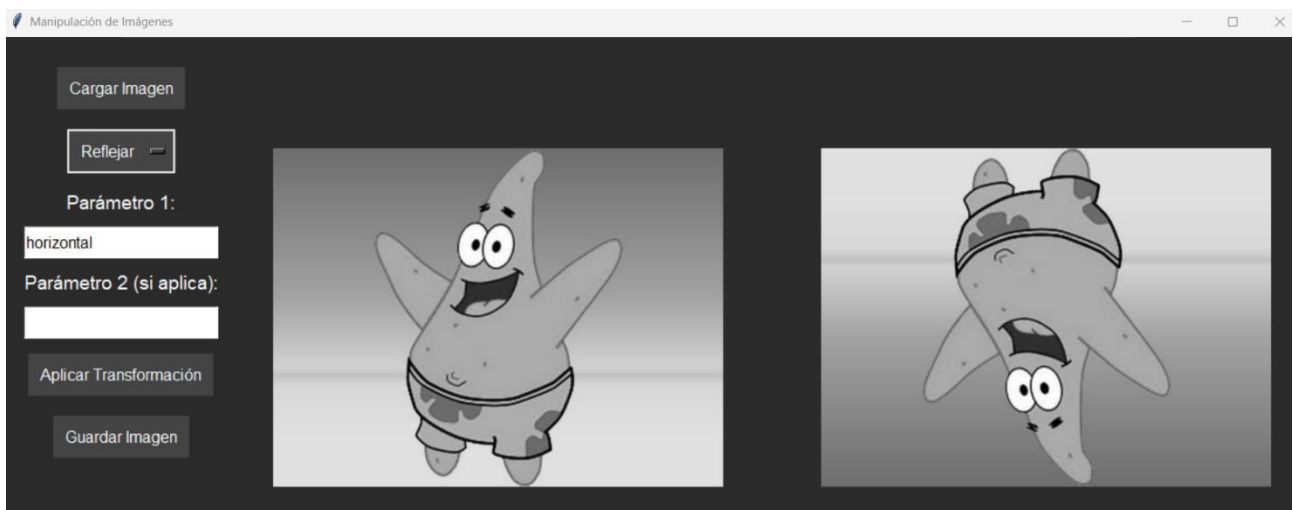 Manipulación de Imágenes
Cargar Imagen
Reflejar
Parámetro 1:
horizontal
Parámetro 2 (si aplica):
Aplicar Transformación
Guardar Imagen